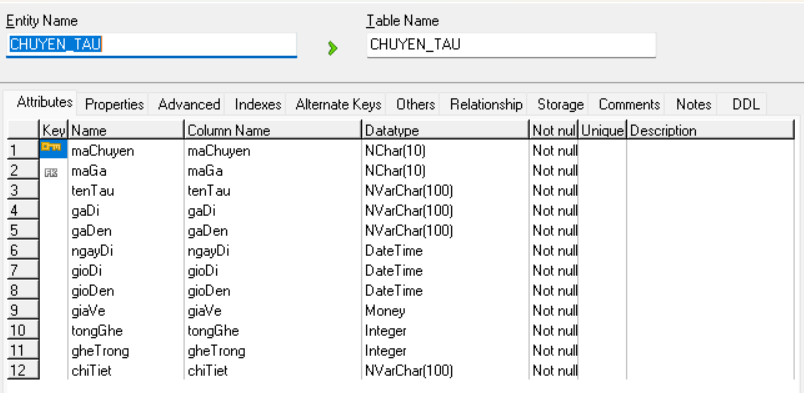 Entity Name Table Name
CHUYEN_TAU CHUYEN_TAU
Attributes Properties Advanced Indexes Alternate Keys Others Relationship Storage Comments Notes DDL
Key Name Column Name Datatype Not nul Unique Description
1 maChuyen maChuyen NChar(10) Not null
2 maGa maGa NChar(10) Not null
3 tenTau tenTau NVarChar(100) Not null
4 gaDi gaDi NVarChar(100) Not null
5 gaDen gaDen NVarChar(100) Not null
6 ngayDi ngayDi DateTime Not null
7 gioDi gioDi DateTime Not null
8 gioDen gioDen DateTime Not null
9 giaVe giaVe Money Not null
10 tongGhe tongGhe Integer Not null
11 gheTrong gheTrong Integer Not null
12 chiTiet chiTiet NVarChar(100) Not null